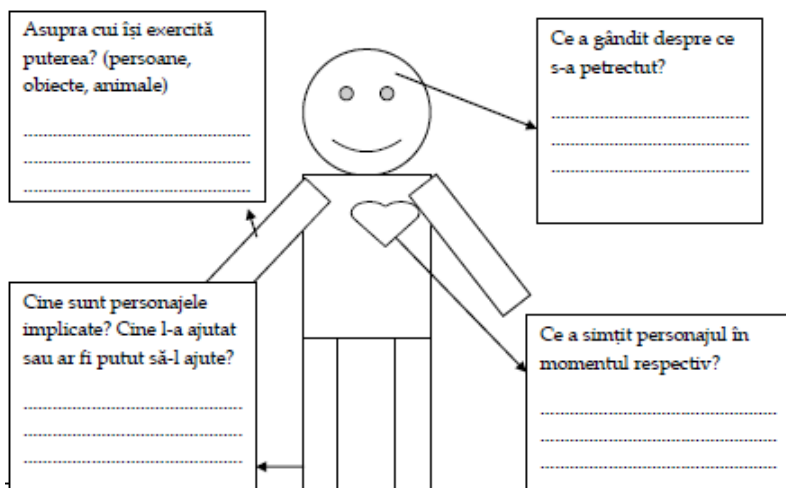 Asupra cui își exercită
puterea? (persoane,
obiecte, animale)
Ce a gândit despre ce
s-a petrectut?
Cine sunt personajele
implicate? Cine l-a ajutat
sau ar fi putut să-l ajute?
Ce a simțit personajul în
momentul respectiv?